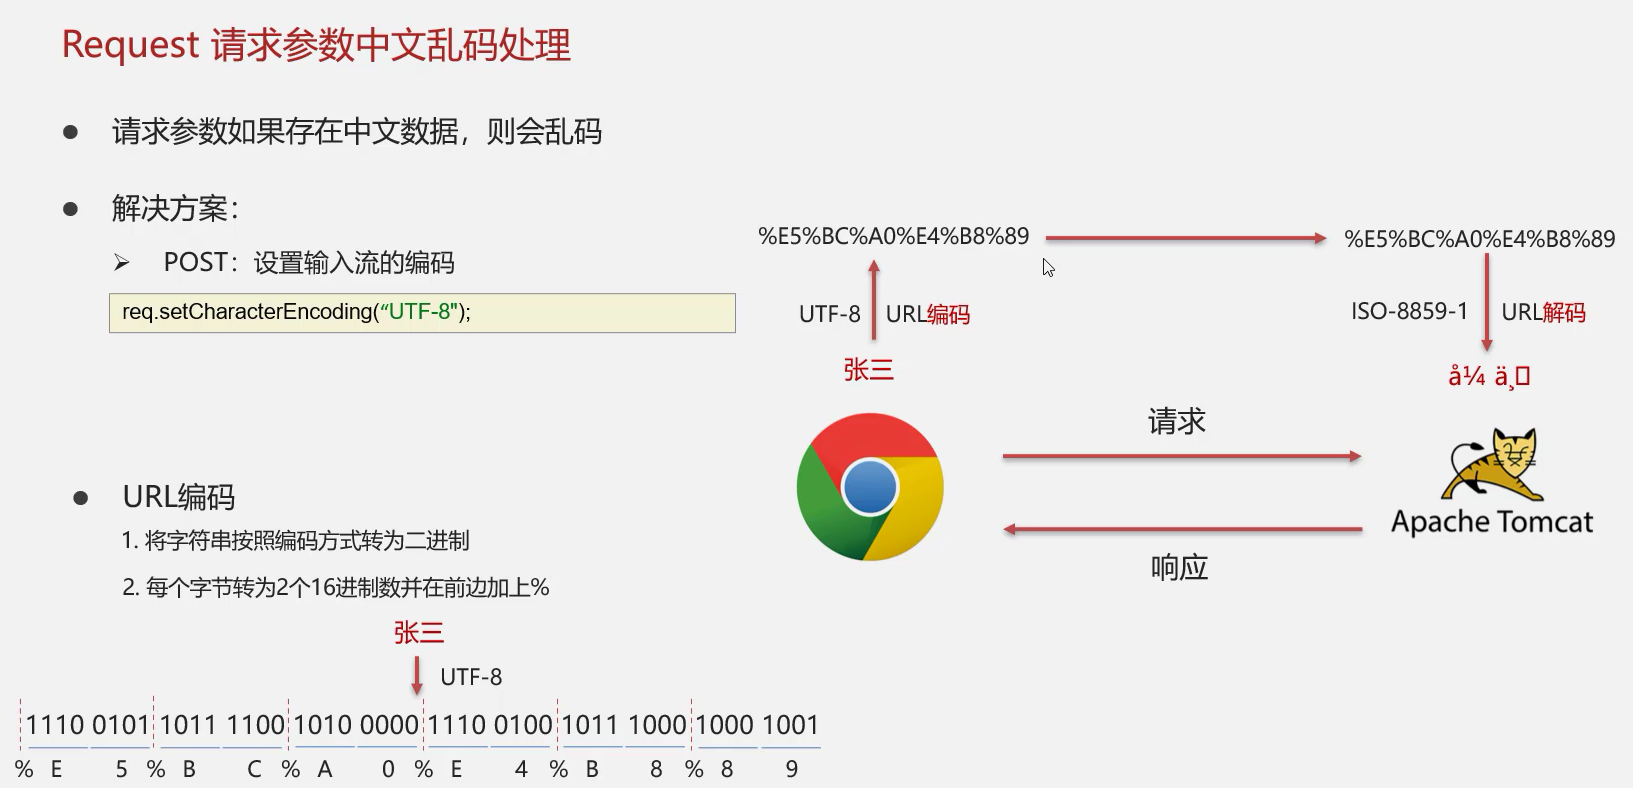 Request 请求参数中文乱码处理
请求参数如果存在中文数据，则会乱码
解决方案：
POST：设置输入流的编码
req.setCharacterEncoding(“UTF-8");
%E5%BC%A0%E4%B8%89
%E5%BC%A0%E4%B8%89
UTF-8 URL编码
ISO-8859-1 URL解码
张三
å¼ ä¸
请求
Apache Tomcat
响应
URL编码
1. 将字符串按照编码方式转为二进制
2. 每个字节转为2个16进制数并在前边加上%
张三
UTF-8
1110 0101 1011 1100 1010 0000 1110 0100 1011 1000 1000 1001
% E 5 % B C % A 0 % E 4 % B 8 % 8 9